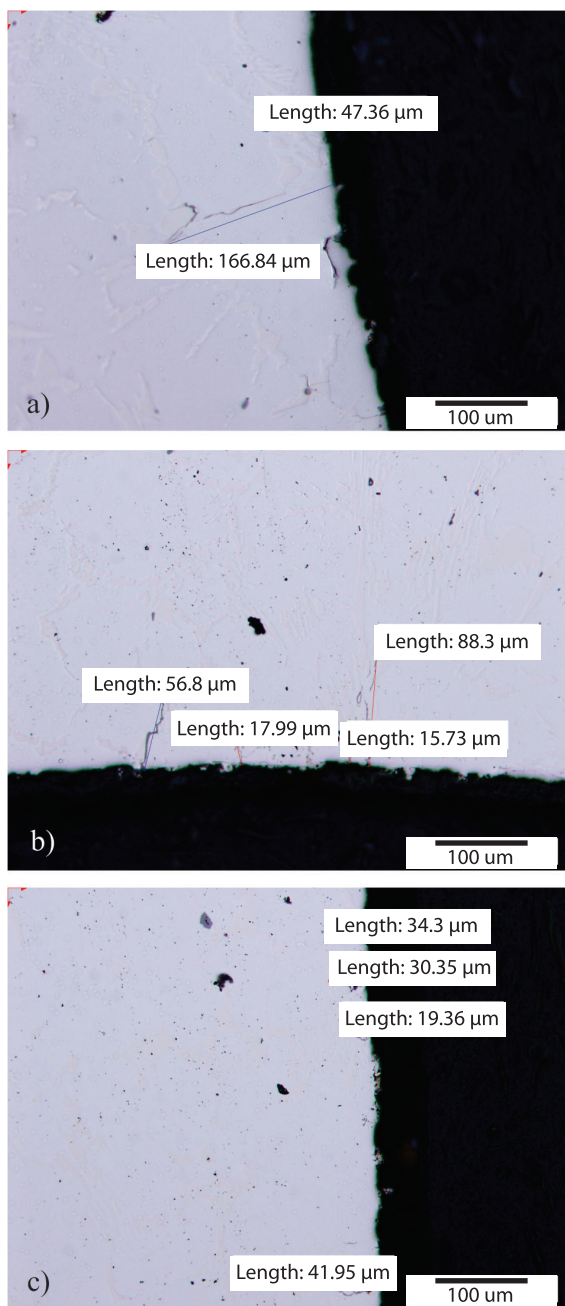 Length: 47.36 µm
Length: 166.84 µm
a)
100 um
Length: 88.3 µm
Length: 56.8 µm
Length: 17.99 µm
Length: 15.73 µm
b)
100 um
Length: 34.3 µm
Length: 30.35 µm
Length: 19.36 µm
Length: 41.95 µm
c)
100 um